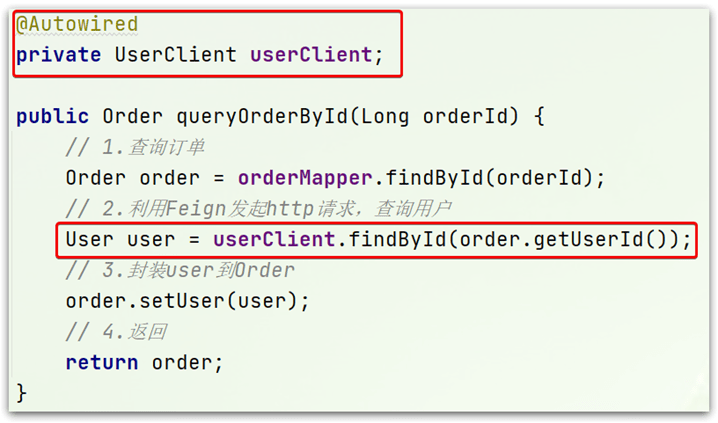 @Autowired
private UserClient userClient;
public Order queryOrderById(Long orderId) {
// 1.查询订单
Order order = orderMapper.findById(orderId);
// 2.利用Feign发起http请求，查询用户
User user = userClient.findById(order.getUserId());
// 3.封装user到Order
order.setUser(user);
// 4.返回
return order;
}